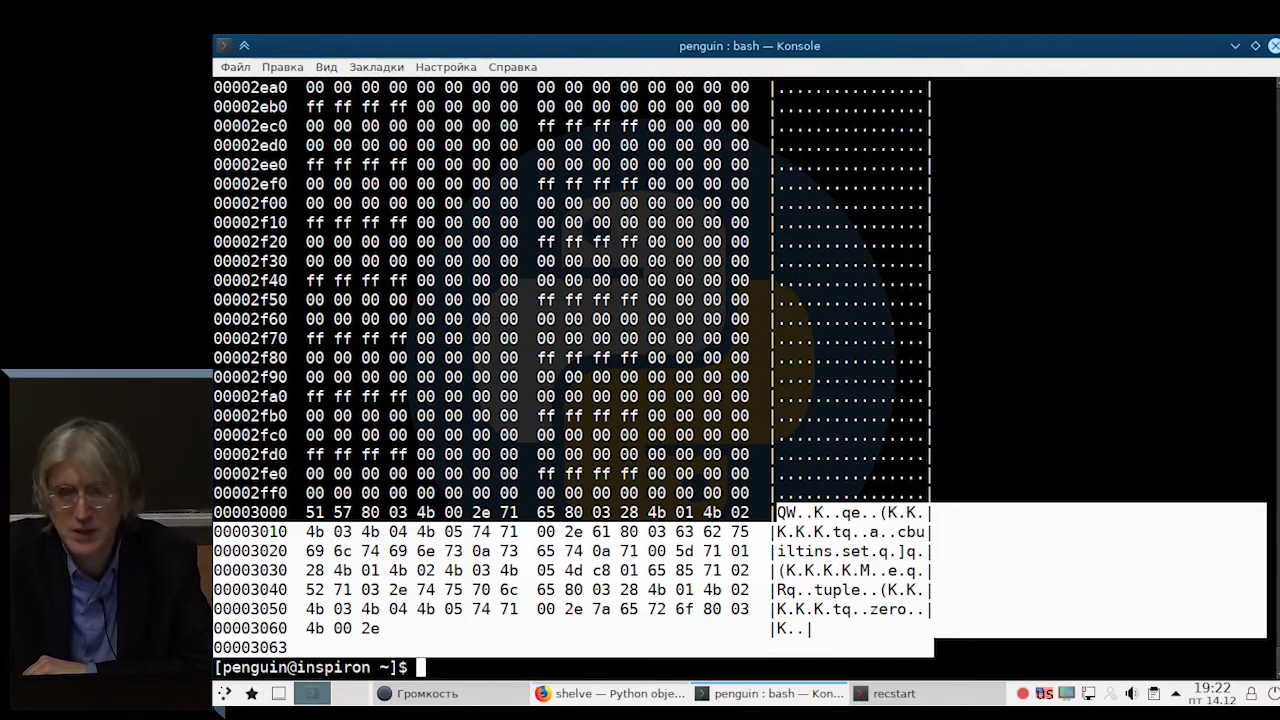 penguin : bash — Konsole
Файл Правка Вид Закладки Настройка Справка
00002ea0 00 00 00 00 00 00 00 00 00 00 00 00 00 00 00 00 |................|
00002eb0 ff ff ff ff 00 00 00 00 00 00 00 00 00 00 00 00 |................|
00002ec0 00 00 00 00 00 00 00 00 ff ff ff ff 00 00 00 00 |................|
00002ed0 00 00 00 00 00 00 00 00 00 00 00 00 00 00 00 00 |................|
00002ee0 ff ff ff ff 00 00 00 00 00 00 00 00 00 00 00 00 |................|
00002ef0 00 00 00 00 00 00 00 00 ff ff ff ff 00 00 00 00 |................|
00002f00 00 00 00 00 00 00 00 00 00 00 00 00 00 00 00 00 |................|
00002f10 ff ff ff ff 00 00 00 00 00 00 00 00 00 00 00 00 |................|
00002f20 00 00 00 00 00 00 00 00 ff ff ff ff 00 00 00 00 |................|
00002f30 00 00 00 00 00 00 00 00 00 00 00 00 00 00 00 00 |................|
00002f40 ff ff ff ff 00 00 00 00 00 00 00 00 00 00 00 00 |................|
00002f50 00 00 00 00 00 00 00 00 ff ff ff ff 00 00 00 00 |................|
00002f60 00 00 00 00 00 00 00 00 00 00 00 00 00 00 00 00 |................|
00002f70 ff ff ff ff 00 00 00 00 00 00 00 00 00 00 00 00 |................|
00002f80 00 00 00 00 00 00 00 00 ff ff ff ff 00 00 00 00 |................|
00002f90 00 00 00 00 00 00 00 00 00 00 00 00 00 00 00 00 |................|
00002fa0 ff ff ff ff 00 00 00 00 00 00 00 00 00 00 00 00 |................|
00002fb0 00 00 00 00 00 00 00 00 ff ff ff ff 00 00 00 00 |................|
00002fc0 00 00 00 00 00 00 00 00 00 00 00 00 00 00 00 00 |................|
00002fd0 ff ff ff ff 00 00 00 00 00 00 00 00 00 00 00 00 |................|
00002fe0 00 00 00 00 00 00 00 00 ff ff ff ff 00 00 00 00 |................|
00002ff0 00 00 00 00 00 00 00 00 00 00 00 00 00 00 00 00 |................|
00003000 51 57 80 03 4b 00 2e 71 65 80 03 28 4b 01 4b 02 |QW..K..qe..(K.K.|
00003010 4b 03 4b 04 4b 05 74 71 00 2e 61 80 03 63 62 75 |K.K.K.tq..a..cbu|
00003020 69 6c 74 69 6e 73 0a 73 65 74 0a 71 00 5d 71 01 |iltins.set.q.]q.|
00003030 28 4b 01 4b 02 4b 03 4b 05 4d c8 01 65 85 71 02 |(K.K.K.K.M..e.q.|
00003040 52 71 03 2e 74 75 70 6c 65 80 03 28 4b 01 4b 02 |Rq..tuple..(K.K.|
00003050 4b 03 4b 04 4b 05 74 71 00 2e 7a 65 72 6f 80 03 |K.K.K.tq..zero..|
00003060 4b 00 2e |K..|
00003063
[penguin@inspiron ~]$
Громкость shelve — Python obje... penguin : bash — Kon... recstart us 19:22
пт 14.12